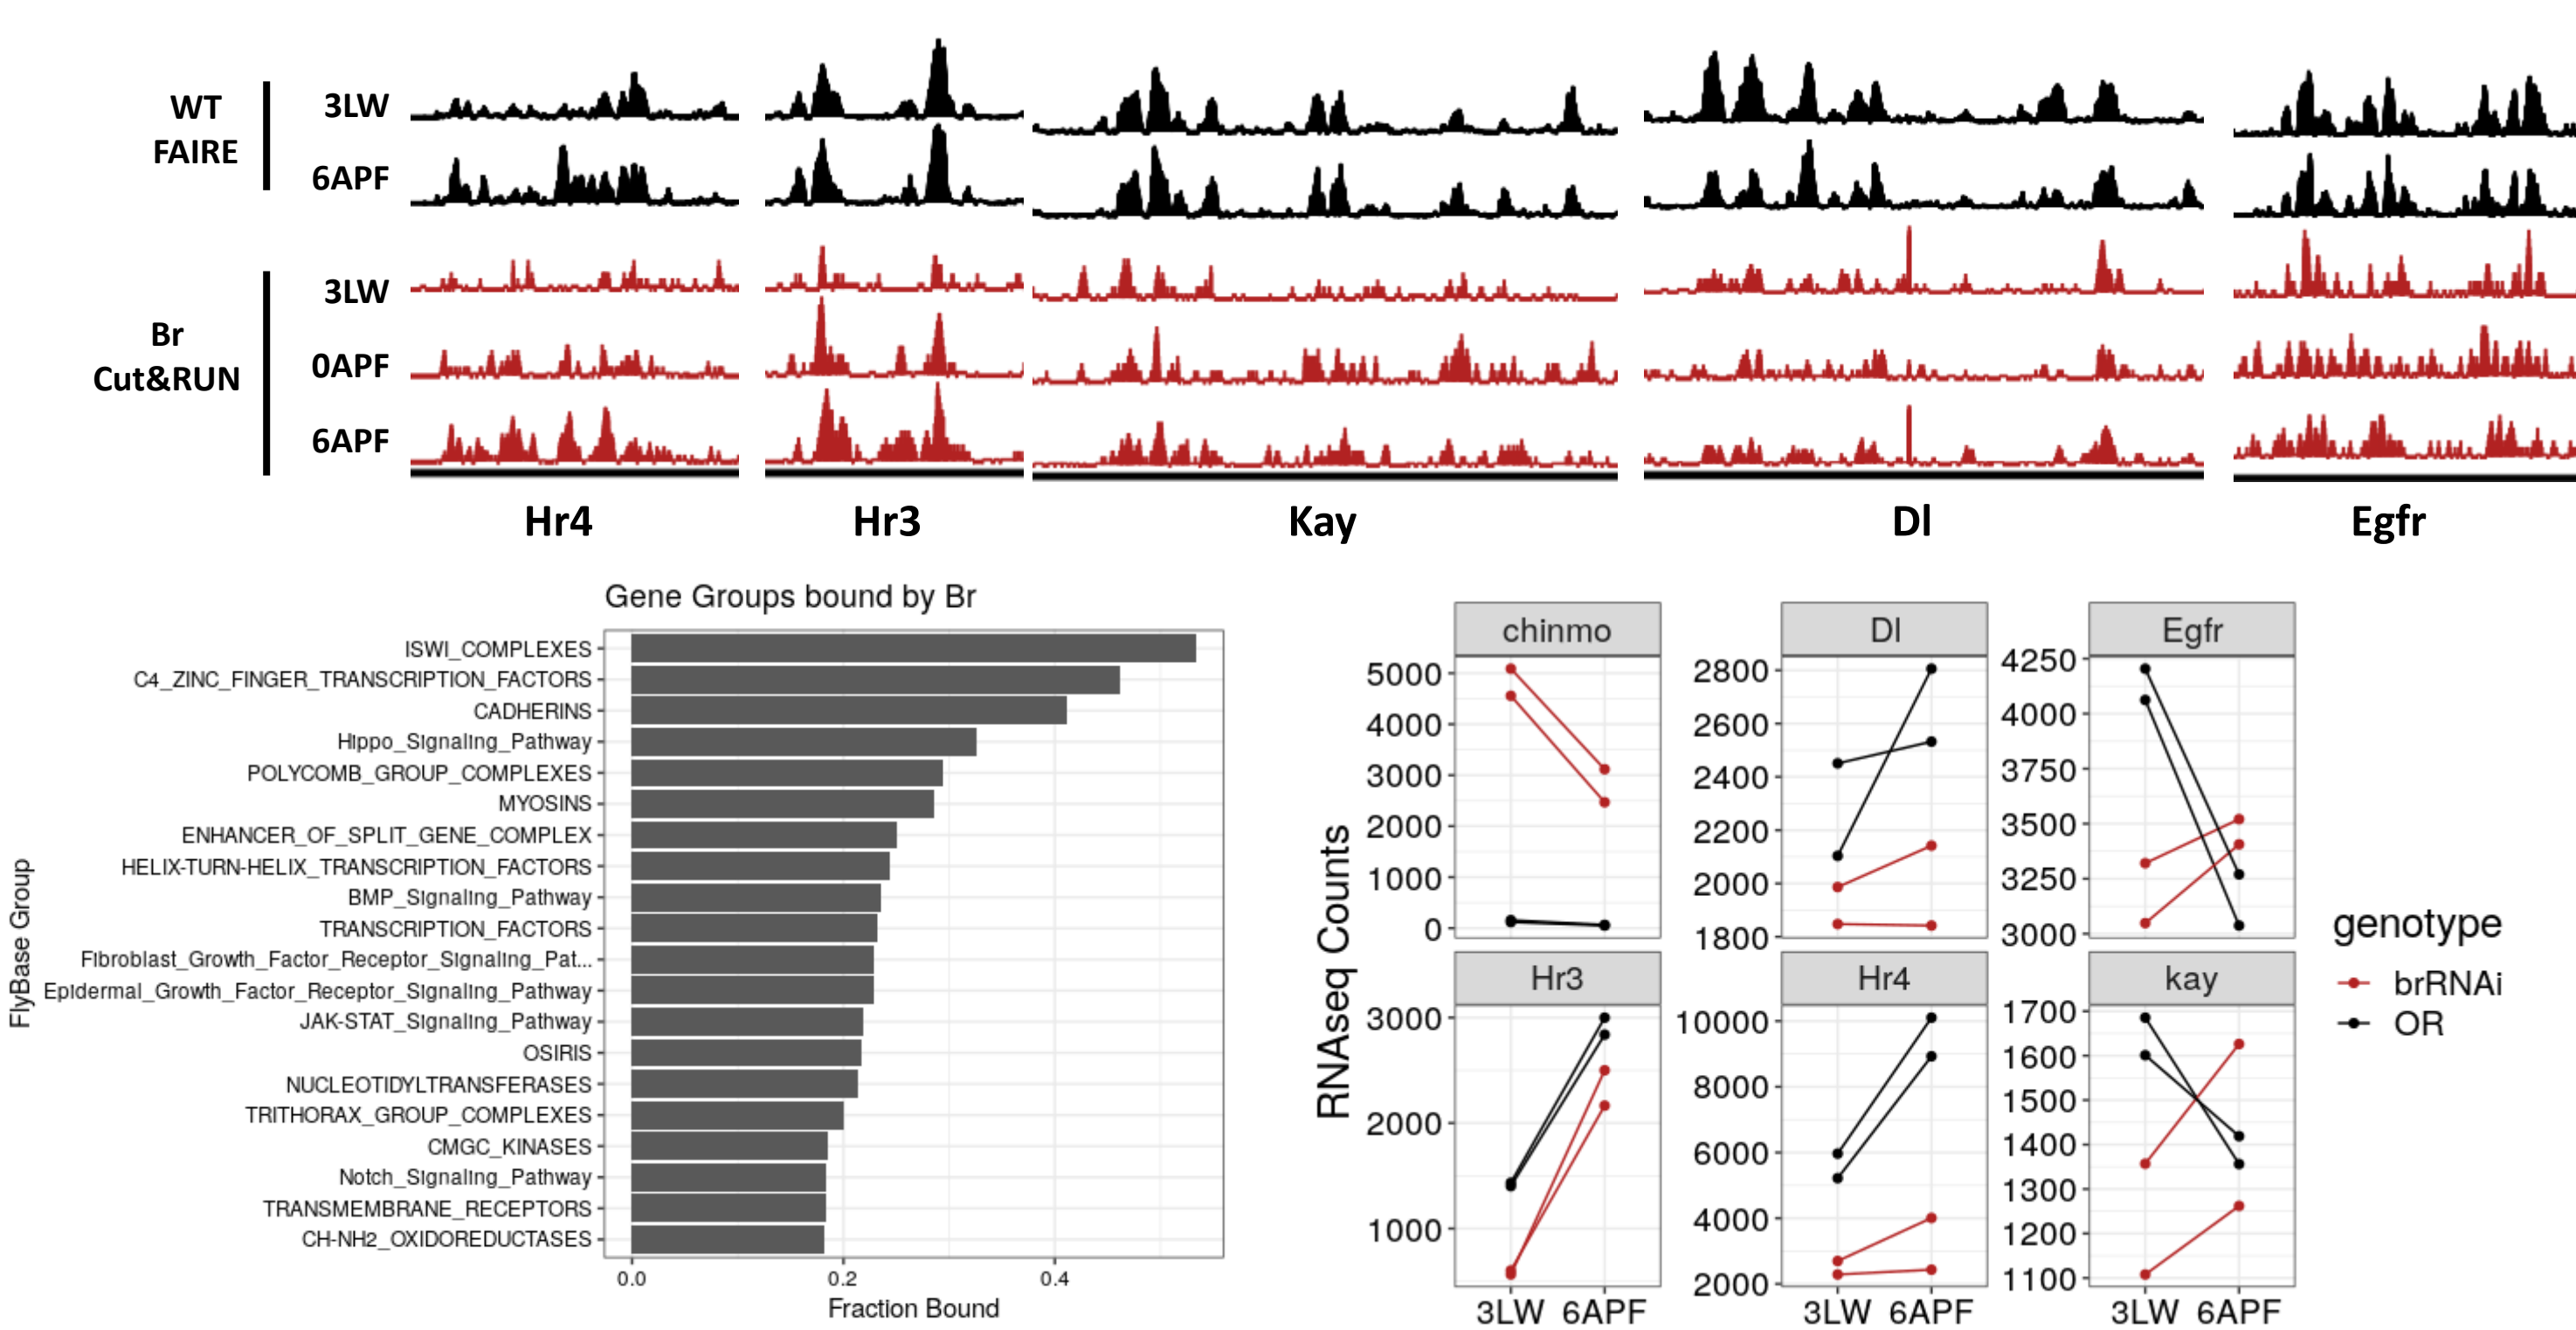 WT
FAIRE
3LW
6APF
Br
Cut&RUN
3LW
0APF
6APF
Hr4
Hr3
Kay
Dl
Egfr
Gene Groups bound by Br
FlyBase Group
ISWI_COMPLEXES
C4_ZINC_FINGER_TRANSCRIPTION_FACTORS
CADHERINS
Hippo_Signaling_Pathway
POLYCOMB_GROUP_COMPLEXES
MYOSINS
ENHANCER_OF_SPLIT_GENE_COMPLEX
HELIX-TURN-HELIX_TRANSCRIPTION_FACTORS
BMP_Signaling_Pathway
TRANSCRIPTION_FACTORS
Fibroblast_Growth_Factor_Receptor_Signaling_Pat...
Epidermal_Growth_Factor_Receptor_Signaling_Pathway
JAK-STAT_Signaling_Pathway
OSIRIS
NUCLEOTIDYLTRANSFERASES
TRITHORAX_GROUP_COMPLEXES
CMGC_KINASES
Notch_Signaling_Pathway
TRANSMEMBRANE_RECEPTORS
CH-NH2_OXIDOREDUCTASES
0.0 0.2 0.4
Fraction Bound
RNAseq Counts
chinmo
5000
4000
3000
2000
1000
0
Dl
2800
2600
2400
2200
2000
1800
Egfr
4250
4000
3750
3500
3250
3000
Hr3
3000
2000
1000
3LW 6APF
Hr4
10000
8000
6000
4000
2000
3LW 6APF
kay
1700
1600
1500
1400
1300
1200
1100
3LW 6APF
genotype
brRNAi
OR